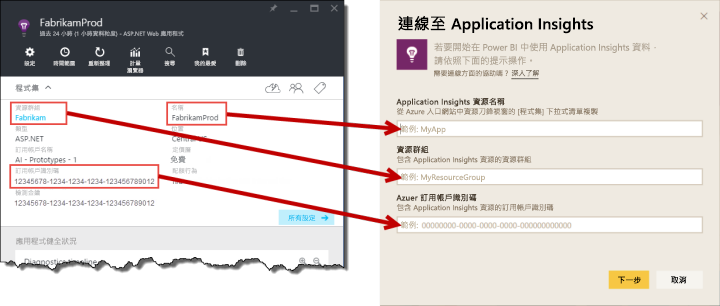 FabrikamProd
過去 24 小時 (1 小時資料粒度) - ASP.NET Web 應用程式
設定
時間範圍
重新整理
計量瀏覽器
搜尋
我的最愛
刪除
程式集
資源群組
Fabrikam
名稱
FabrikamProd
類型
ASP.NET
位置
Central US
訂用帳戶名稱
AI - Prototypes - 1
定價層
免費
訂用帳戶識別碼
12345678-1234-1234-1234-123456789012
檢測金鑰
12345678-1234-1234-1234-123456789012
所有設定
應用程式健全狀況
Diagnostics Timeline
連線至 Application Insights
若要開始在 Power BI 中使用 Application Insights 資料，
請依照下面的提示操作。
需要連線方面的協助嗎？深入了解
Application Insights 資源名稱
從 Azure 入口網站中資源刀鋒視窗的 [程式集] 下拉式清單複製
範例: MyApp
資源群組
包含 Application Insights 資源的資源群組
範例: MyResourceGroup
Azuer 訂用帳戶識別碼
包含 Application Insights 資源的訂用帳戶識別碼
範例: 00000000-0000-0000-0000-000000000000
下一步
取消